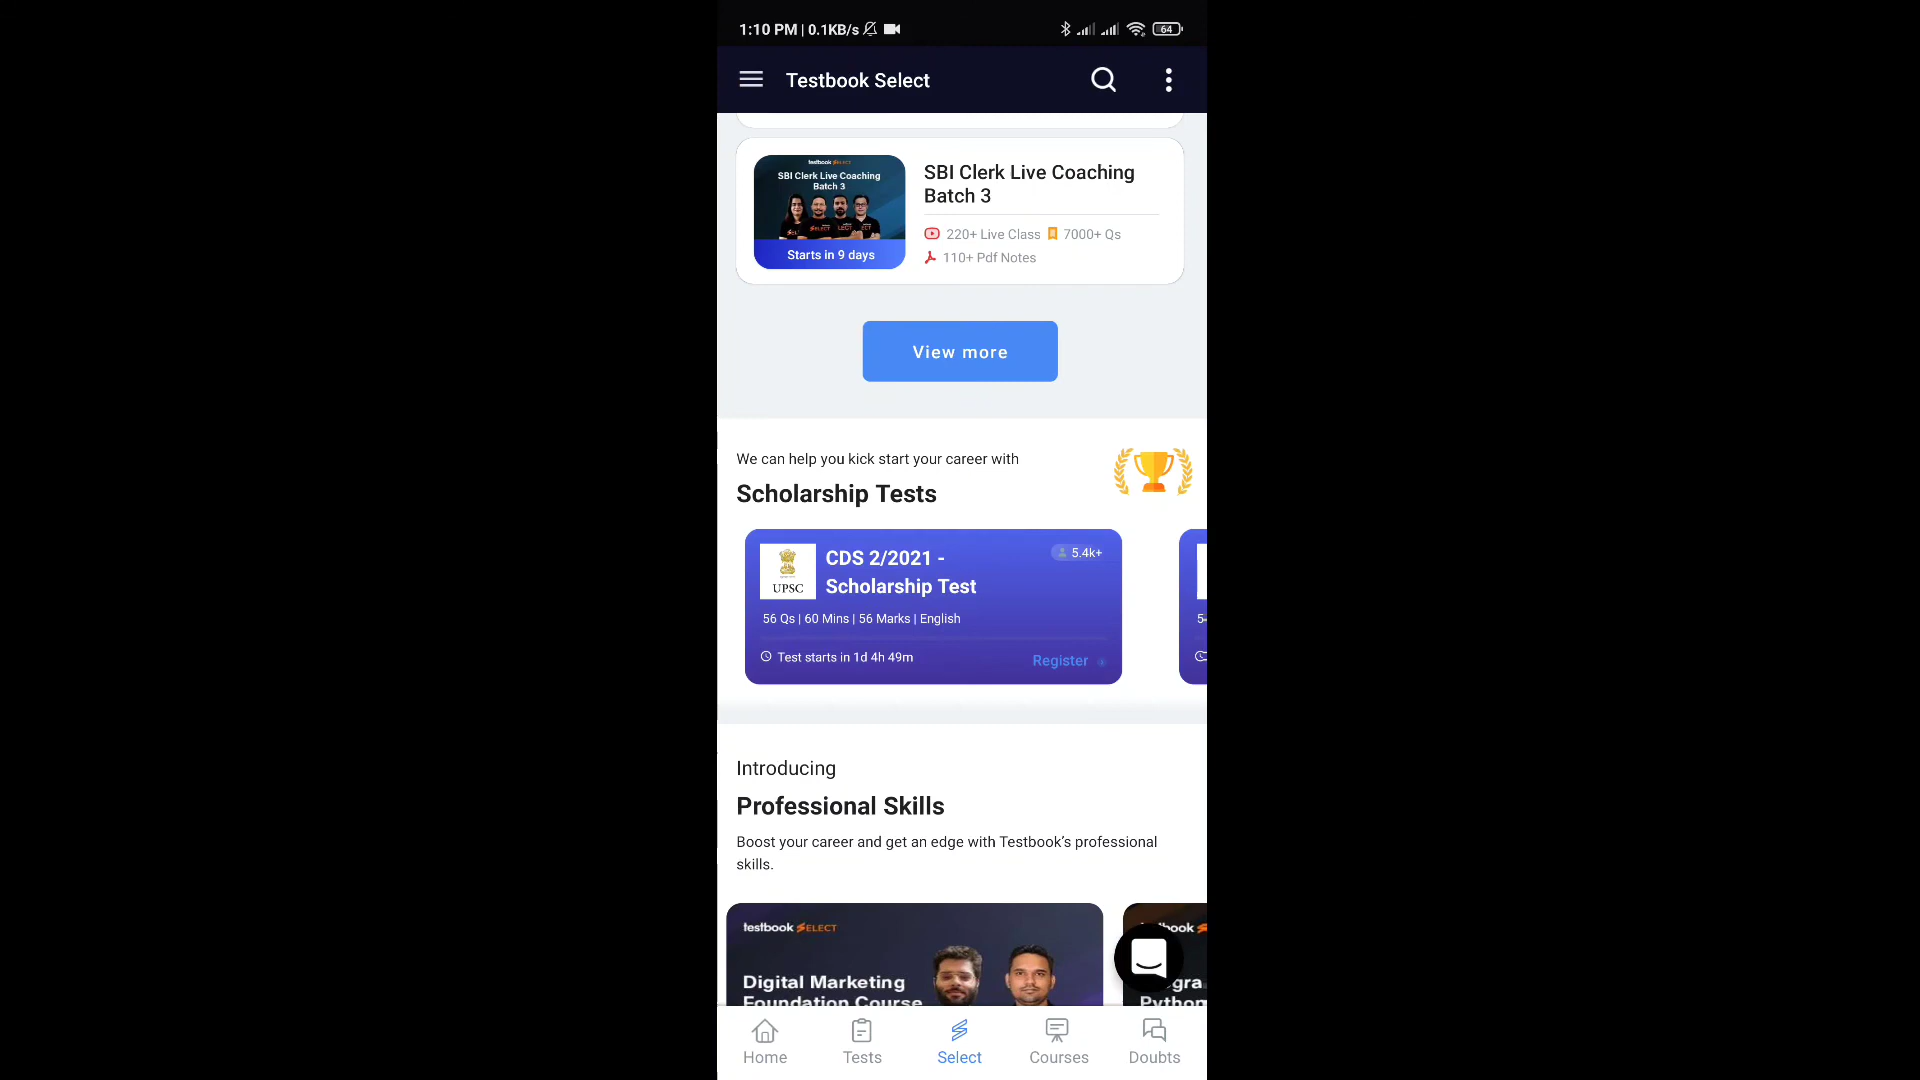 1:10 PM | 0.1KB/s 64
Testbook Select
testbook SELECT
SBI Clerk Live Coaching
Batch 3
Starts in 9 days
SBI Clerk Live Coaching
Batch 3
220+ Live Class 7000+ Qs
110+ Pdf Notes
View more
We can help you kick start your career with
Scholarship Tests
UPSC
CDS 2/2021 -
Scholarship Test
5.4k+
56 Qs | 60 Mins | 56 Marks | English
Test starts in 1d 4h 49m
Register
Introducing
Professional Skills
Boost your career and get an edge with Testbook’s professional
skills.
testbook SELECT
Digital Marketing
Foundation Course
Python
Home
Tests
Select
Courses
Doubts